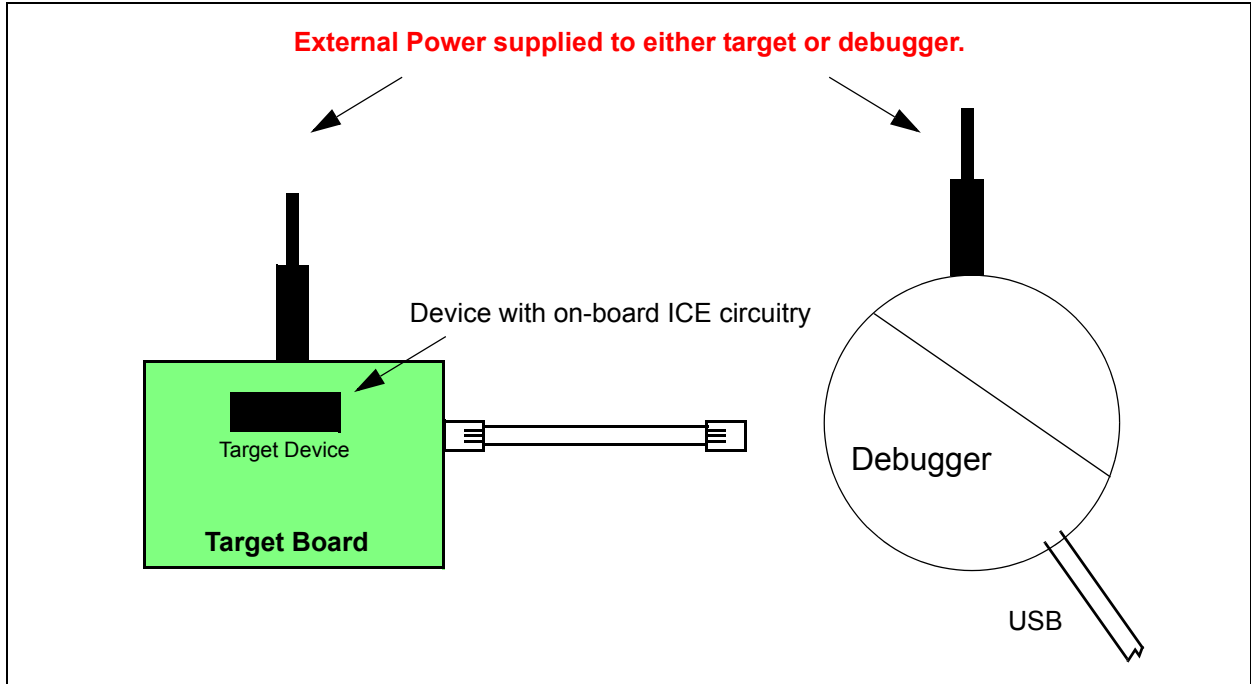 External Power supplied to either target or debugger.
Device with on-board ICE circuitry
Target Device
Debugger
Target Board
USB